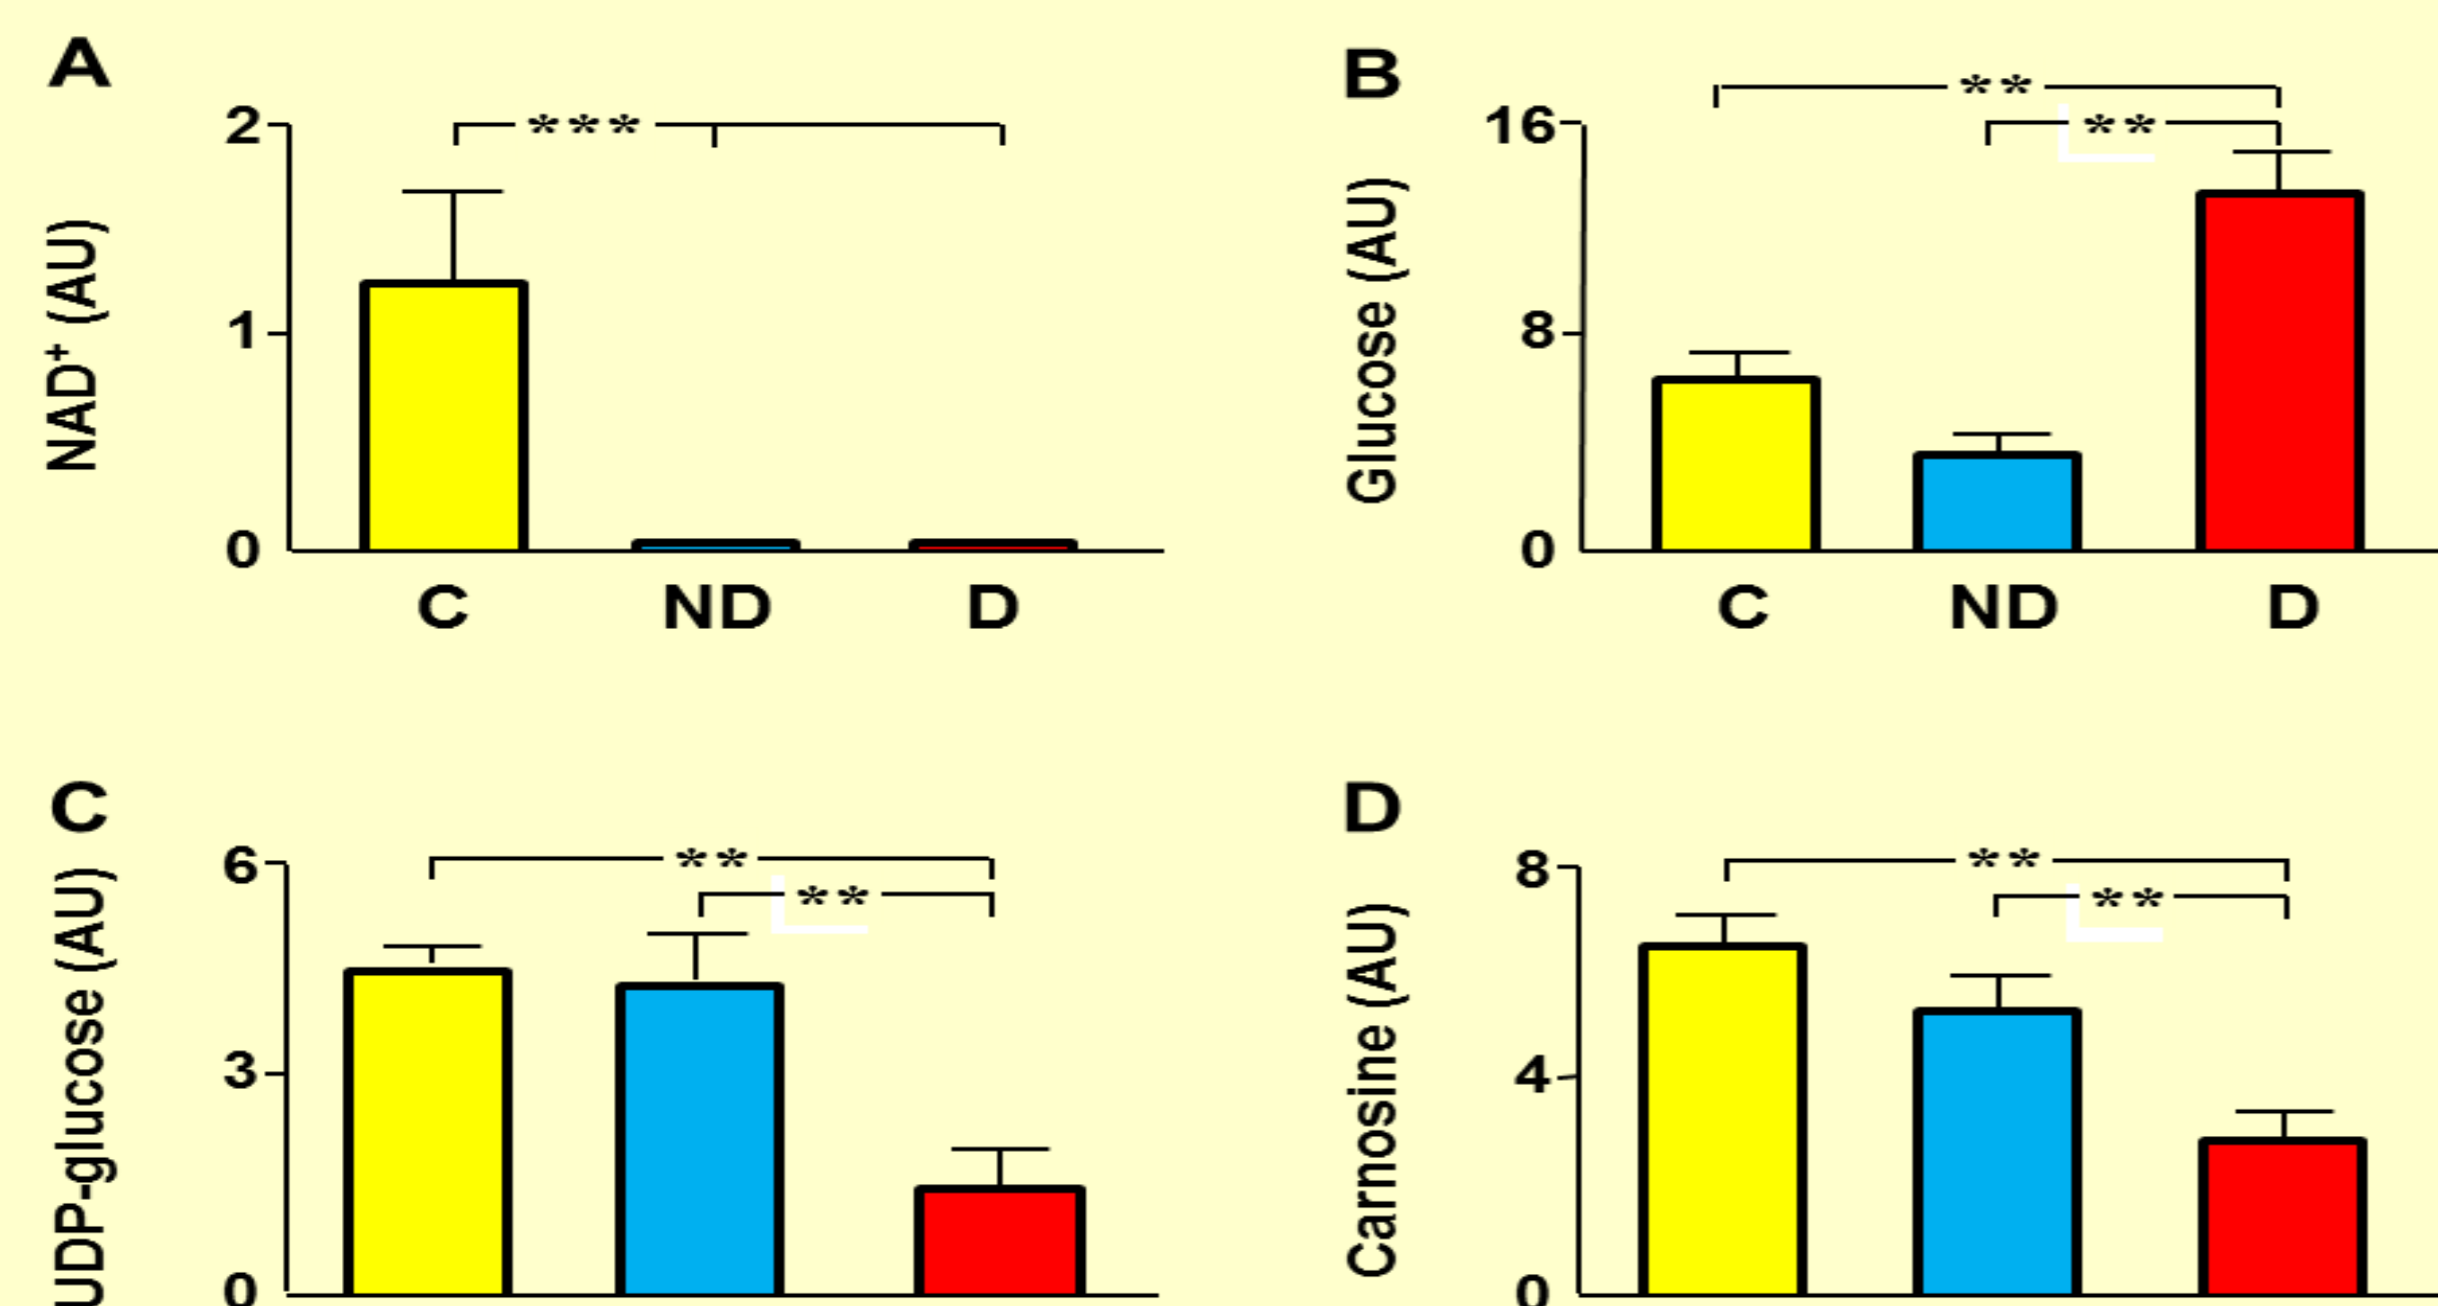 A
NAD⁺ (AU)
2
1
0
***
C ND D
B
Glucose (AU)
16
8
0
**
**
C ND D
C
UDP-glucose (AU)
6
3
0
**
**
D
Carnosine (AU)
8
4
0
**
**